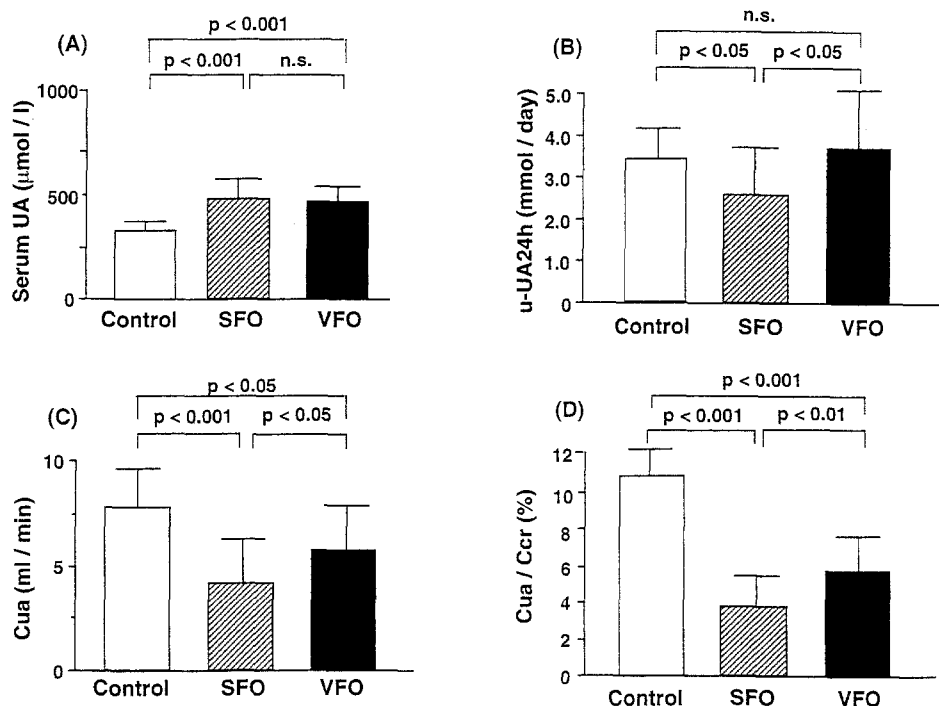 (A)
p < 0.001
p < 0.001 n.s.
Serum UA (μmol / l)
1000
500
0
Control SFO VFO
(B)
n.s.
p < 0.05 p < 0.05
u-UA24h (mmol / day)
5.0
4.0
3.0
2.0
1.0
0
Control SFO VFO
(C)
p < 0.05
p < 0.001 p < 0.05
Cua (ml / min)
10
5
0
Control SFO VFO
(D)
p < 0.001
p < 0.001 p < 0.01
Cua / Ccr (%)
12
10
8
6
4
2
0
Control SFO VFO